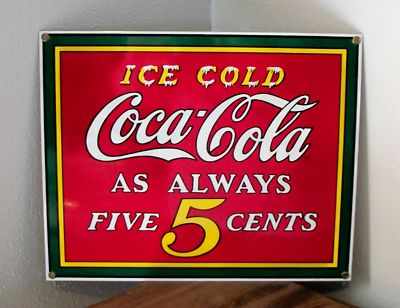 ICE COLD
Coca-Cola
AS ALWAYS
FIVE 5 CENTS